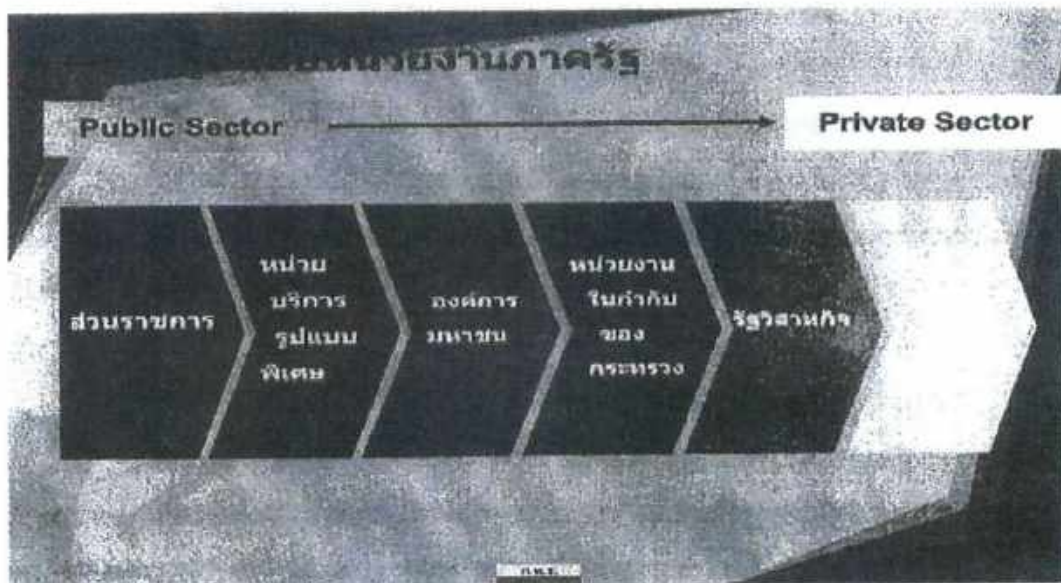 หน่วยงานภาครัฐ
Public Sector
Private Sector
ส่วนราชการ
หน่วย
บริการ
รูปแบบ
พิเศษ
องค์การ
มหาชน
หน่วยงาน
ในกำกับ
ของ
กระทรวง
รัฐวิสาหกิจ